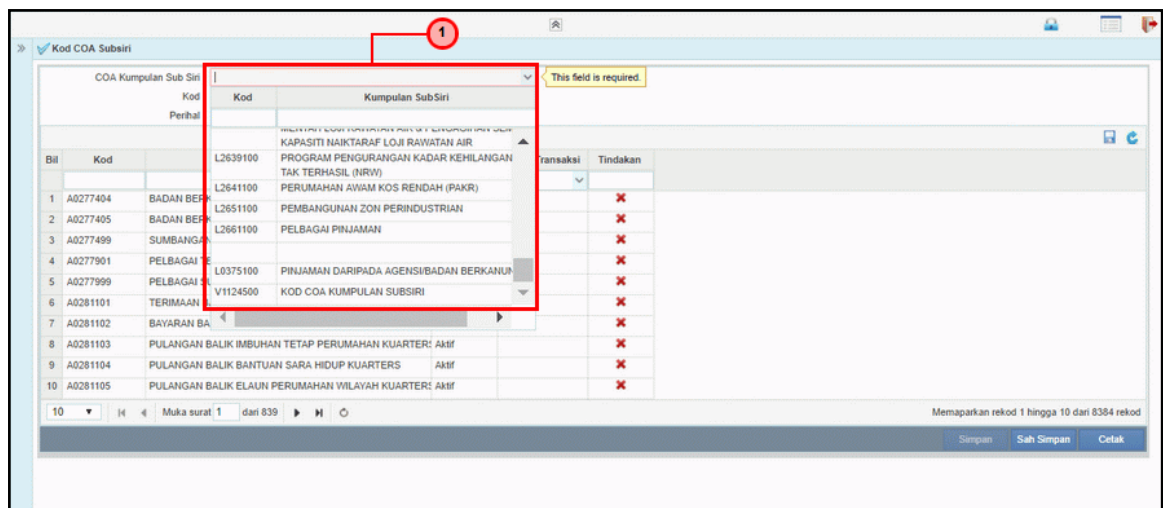 1
Kod COA Subsiri
COA Kumpulan Sub Siri
This field is required.
Kod
Perihal
Kod Kumpulan SubSiri
KAPASITI NAIKTARAF LOJI RAWATAN AIR
L2639100 PROGRAM PENGURANGAN KADAR KEHILANGAN
TAK TERHASIL (NRW)
L2641100 PERUMAHAN AWAM KOS RENDAH (PAKR)
L2651100 PEMBANGUNAN ZON PERINDUSTRIAN
L2661100 PELBAGAI PINJAMAN
L0375100 PINJAMAN DARIPADA AGENSI/BADAN BERKANUN
V1124500 KOD COA KUMPULAN SUBSIRI
Bil Kod Transaksi Tindakan
1 A0277404 BADAN BERK
2 A0277405 BADAN BERK
3 A0277499 SUMBANGAN
4 A0277901 PELBAGAI TE
5 A0277999 PELBAGAI SU
6 A0281101 TERIMAAN
7 A0281102 BAYARAN BA
8 A0281103 PULANGAN BALIK IMBUHAN TETAP PERUMAHAN KUARTERS Aktif
9 A0281104 PULANGAN BALIK BANTUAN SARA HIDUP KUARTERS Aktif
10 A0281105 PULANGAN BALIK ELAUN PERUMAHAN WILAYAH KUARTERS Aktif
10 Muka surat 1 dari 839 Memaparkan rekod 1 hingga 10 dari 8384 rekod
Simpan Sah Simpan Cetak